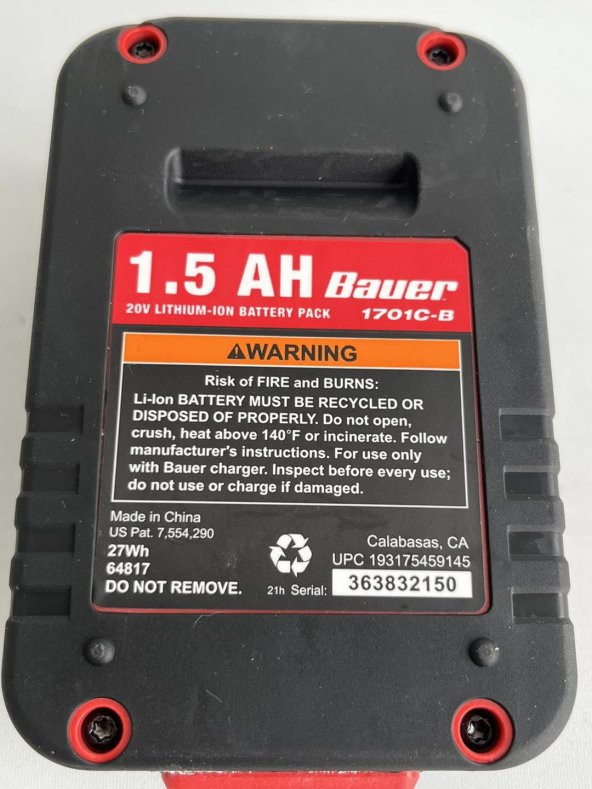 1.5 AH Bauer
20V LITHIUM-ION BATTERY PACK 1701C-B
WARNING
Risk of FIRE and BURNS:
Li-Ion BATTERY MUST BE RECYCLED OR
DISPOSED OF PROPERLY. Do not open,
crush, heat above 140°F or incinerate. Follow
manufacturer's instructions. For use only
with Bauer charger. Inspect before every use;
do not use or charge if damaged.
Made in China
US Pat. 7,554,290
27Wh
64817
DO NOT REMOVE.
Calabasas, CA
UPC 193175459145
21h Serial: 363832150